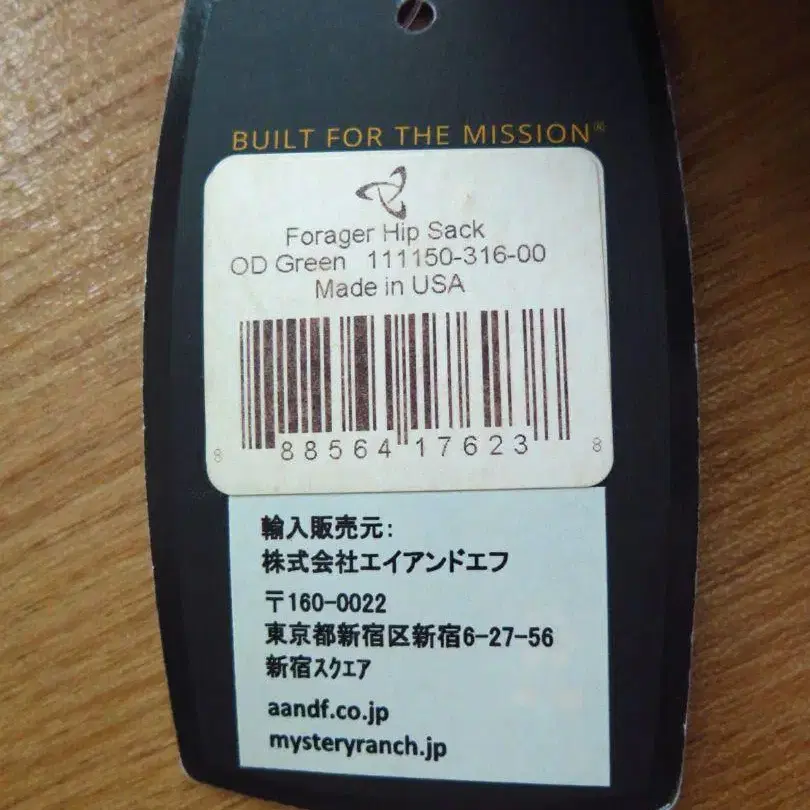 BUILT FOR THE MISSION®
Forager Hip Sack
OD Green 111150-316-00
Made in USA
8 88564 17623 8
輸入販売元:
株式会社エイアンドエフ
〒160-0022
東京都新宿区新宿6-27-56
新宿スクエア
aandf.co.jp
mysteryranch.jp